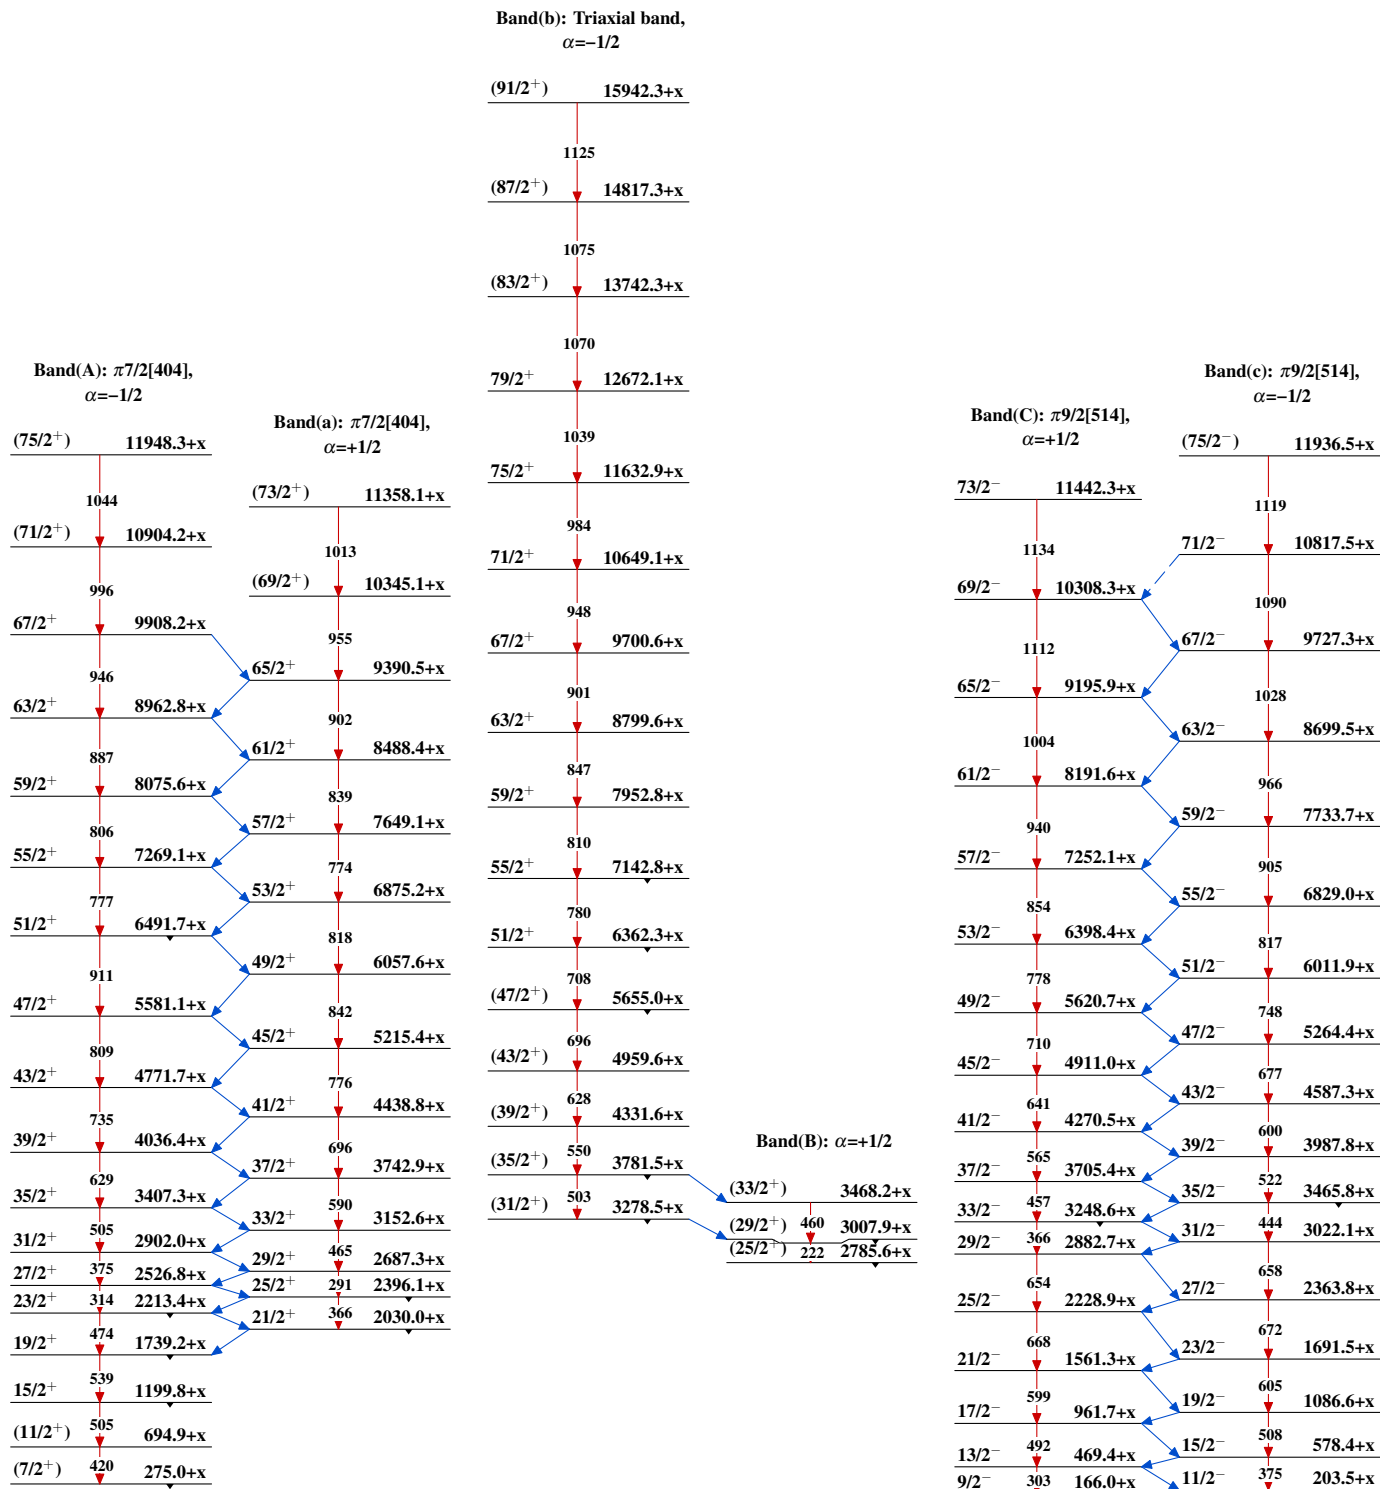 Band(A): π7/2[404],
α=−1/2
(75/2+) 11948.3+x
1044
(71/2+) 10904.2+x
996
67/2+ 9908.2+x
946
63/2+ 8962.8+x
887
59/2+ 8075.6+x
806
55/2+ 7269.1+x
777
51/2+ 6491.7+x
911
47/2+ 5581.1+x
809
43/2+ 4771.7+x
735
39/2+ 4036.4+x
629
35/2+ 3407.3+x
505
31/2+ 2902.0+x
375
27/2+ 2526.8+x
314
23/2+ 2213.4+x
474
19/2+ 1739.2+x
539
15/2+ 1199.8+x
505
(11/2+) 694.9+x
420
(7/2+) 275.0+x
Band(a): π7/2[404],
α=+1/2
(73/2+) 11358.1+x
1013
(69/2+) 10345.1+x
955
65/2+ 9390.5+x
902
61/2+ 8488.4+x
839
57/2+ 7649.1+x
774
53/2+ 6875.2+x
818
49/2+ 6057.6+x
842
45/2+ 5215.4+x
776
41/2+ 4438.8+x
696
37/2+ 3742.9+x
590
33/2+ 3152.6+x
465
29/2+ 2687.3+x
291
25/2+ 2396.1+x
366
21/2+ 2030.0+x
Band(b): Triaxial band,
α=−1/2
(91/2+) 15942.3+x
1125
(87/2+) 14817.3+x
1075
(83/2+) 13742.3+x
1070
79/2+ 12672.1+x
1039
75/2+ 11632.9+x
984
71/2+ 10649.1+x
948
67/2+ 9700.6+x
901
63/2+ 8799.6+x
847
59/2+ 7952.8+x
810
55/2+ 7142.8+x
780
51/2+ 6362.3+x
708
(47/2+) 5655.0+x
696
(43/2+) 4959.6+x
628
(39/2+) 4331.6+x
550
(35/2+) 3781.5+x
503
(31/2+) 3278.5+x
Band(B): α=+1/2
(33/2+) 3468.2+x
460
(29/2+) 3007.9+x
222
(25/2+) 2785.6+x
Band(C): π9/2[514],
α=+1/2
73/2− 11442.3+x
1134
69/2− 10308.3+x
1112
65/2− 9195.9+x
1004
61/2− 8191.6+x
940
57/2− 7252.1+x
854
53/2− 6398.4+x
778
49/2− 5620.7+x
710
45/2− 4911.0+x
641
41/2− 4270.5+x
565
37/2− 3705.4+x
457
33/2− 3248.6+x
366
29/2− 2882.7+x
654
25/2− 2228.9+x
668
21/2− 1561.3+x
599
17/2− 961.7+x
492
13/2− 469.4+x
303
9/2− 166.0+x
Band(c): π9/2[514],
α=−1/2
(75/2−) 11936.5+x
1119
71/2− 10817.5+x
1090
67/2− 9727.3+x
1028
63/2− 8699.5+x
966
59/2− 7733.7+x
905
55/2− 6829.0+x
817
51/2− 6011.9+x
748
47/2− 5264.4+x
677
43/2− 4587.3+x
600
39/2− 3987.8+x
522
35/2− 3465.8+x
444
31/2− 3022.1+x
658
27/2− 2363.8+x
672
23/2− 1691.5+x
605
19/2− 1086.6+x
508
15/2− 578.4+x
375
11/2− 203.5+x